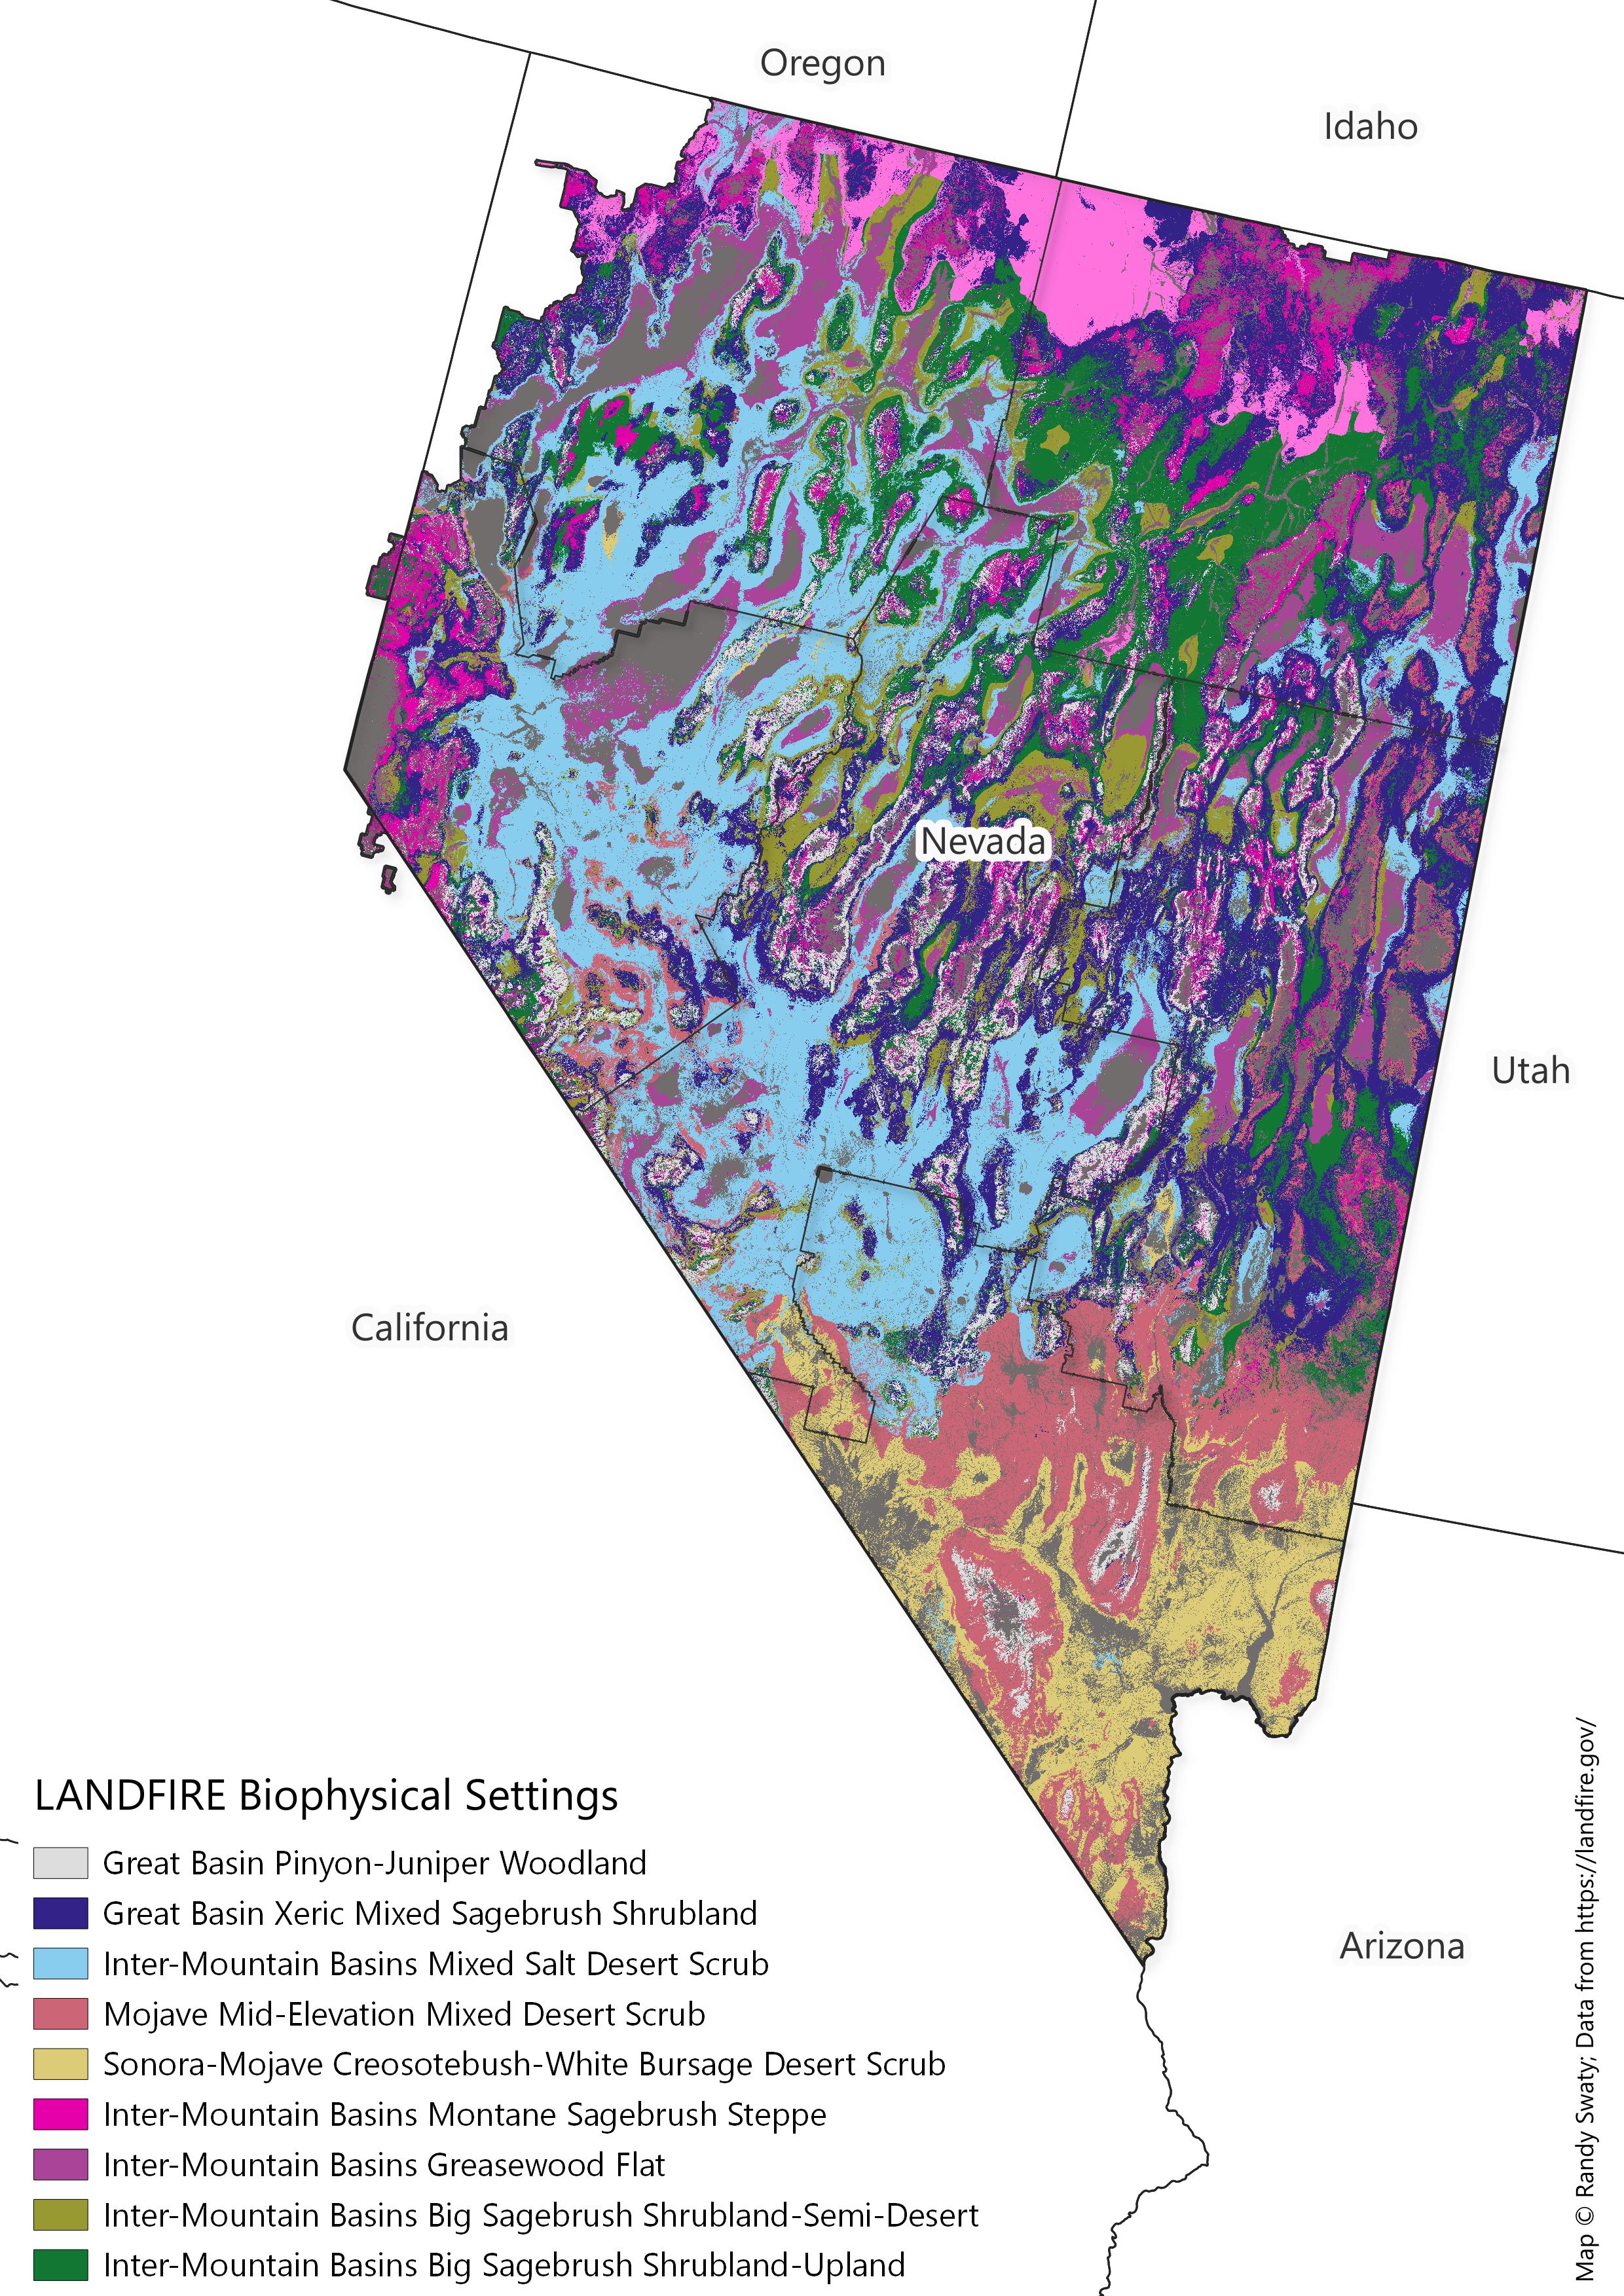 Oregon
Idaho
Nevada
Utah
California
Arizona
LANDFIRE Biophysical Settings
Great Basin Pinyon-Juniper Woodland
Great Basin Xeric Mixed Sagebrush Shrubland
Inter-Mountain Basins Mixed Salt Desert Scrub
Mojave Mid-Elevation Mixed Desert Scrub
Sonora-Mojave Creosotebush-White Bursage Desert Scrub
Inter-Mountain Basins Montane Sagebrush Steppe
Inter-Mountain Basins Greasewood Flat
Inter-Mountain Basins Big Sagebrush Shrubland-Semi-Desert
Inter-Mountain Basins Big Sagebrush Shrubland-Upland
Map © Randy Swaty; Data from https://landfire.gov/